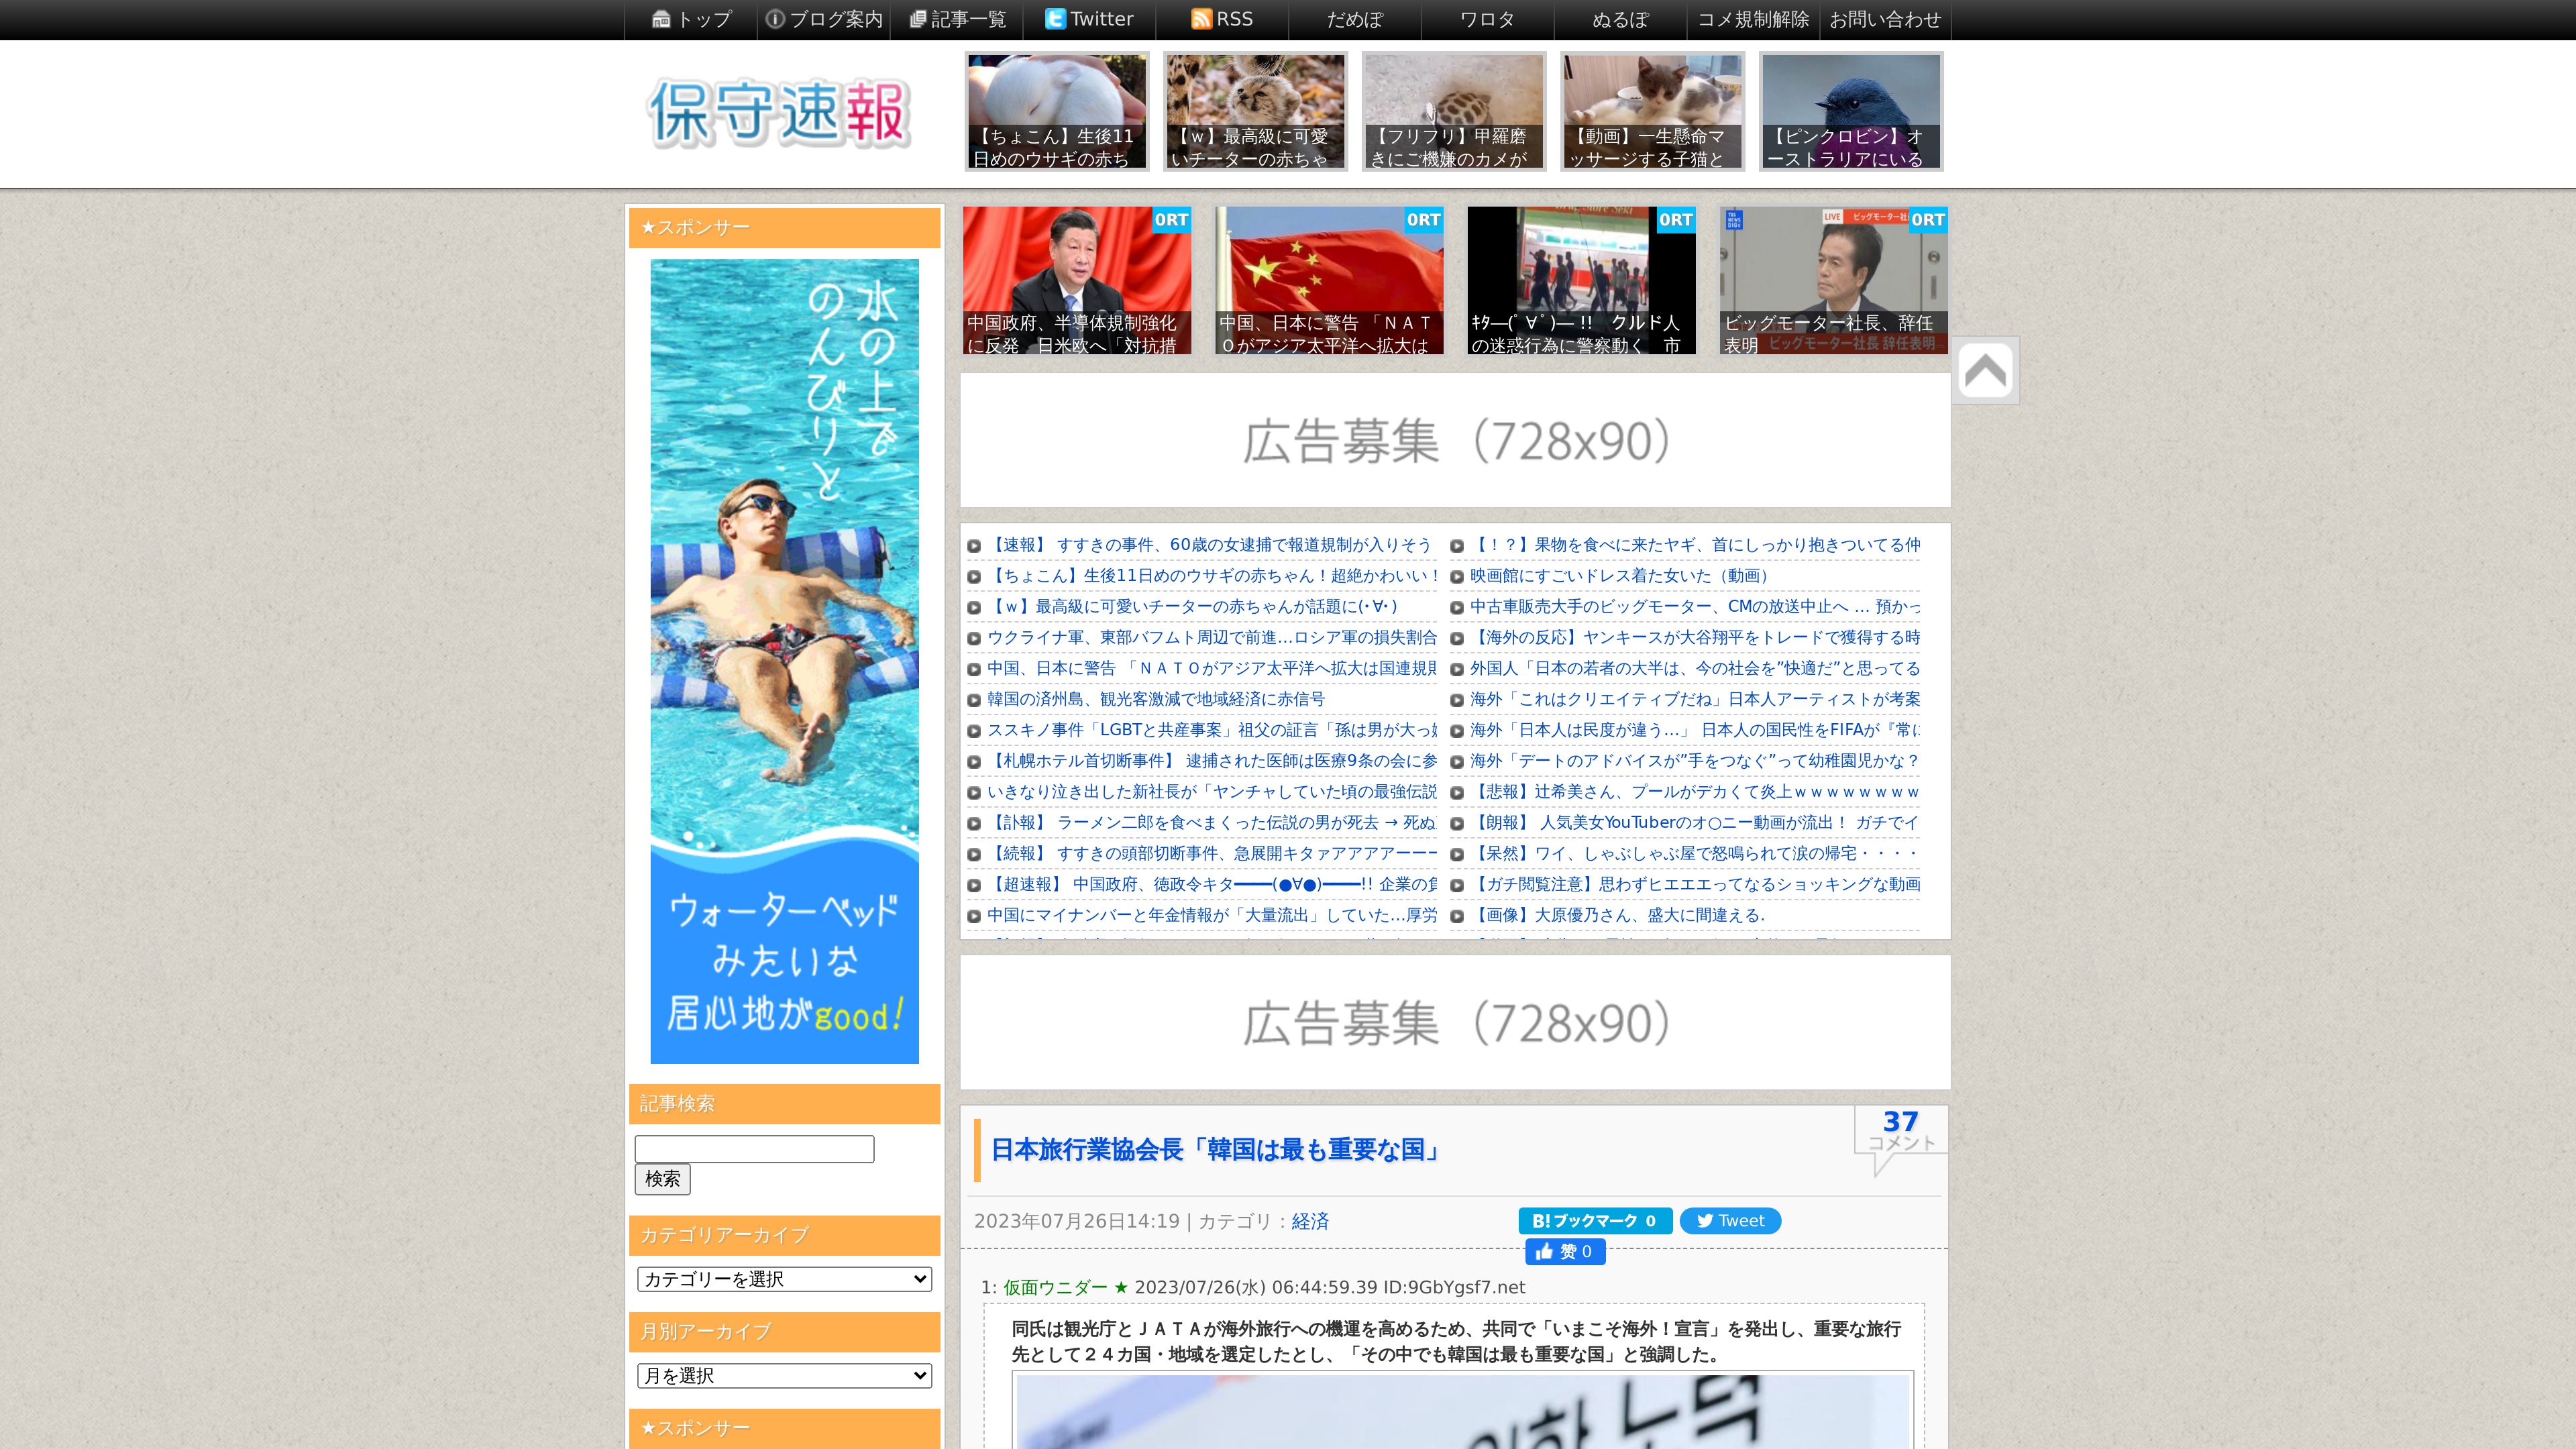 トップ
ブログ案内
記事一覧
Twitter
RSS
だめぽ
ワロタ
ぬるぽ
コメ規制解除
お問い合わせ
保守速報
【ちょこん】生後11
日めのウサギの赤ち
【ｗ】最高級に可愛
いチーターの赤ちゃ
【フリフリ】甲羅磨
きにご機嫌のカメが
【動画】一生懸命マ
ッサージする子猫と
【ピンクロビン】オ
ーストラリアにいる
★スポンサー
水の上で
のんびりと
ウォーターベッド
みたいな
居心地がgood!
記事検索
検索
カテゴリアーカイブ
カテゴリーを選択
月別アーカイブ
月を選択
★スポンサー
0RT
中国政府、半導体規制強化
に反発　日米欧へ「対抗措
0RT
中国、日本に警告 「ＮＡＴ
Ｏがアジア太平洋へ拡大は
0RT
ｷﾀ―(ﾟ∀ﾟ)― !!　クルド人
の迷惑行為に警察動く　市
LIVE
0RT
ビッグモーター社長、辞任
表明
ビッグモーター社長 辞任表明
広告募集（728x90）
【速報】 すすきの事件、60歳の女逮捕で報道規制が入りそう
【ちょこん】生後11日めのウサギの赤ちゃん！超絶かわいい！
【ｗ】最高級に可愛いチーターの赤ちゃんが話題に(･∀･)
ウクライナ軍、東部バフムト周辺で前進…ロシア軍の損失割合
中国、日本に警告 「ＮＡＴＯがアジア太平洋へ拡大は国連規
韓国の済州島、観光客激減で地域経済に赤信号
ススキノ事件「LGBTと共産事案」祖父の証言「孫は男が大っ
【札幌ホテル首切断事件】 逮捕された医師は医療9条の会に参
いきなり泣き出した新社長が「ヤンチャしていた頃の最強伝説
【訃報】 ラーメン二郎を食べまくった伝説の男が死去 → 死ぬ
【続報】 すすきの頭部切断事件、急展開キタァアアアアーーー
【超速報】 中国政府、徳政令キタ━━━(●∀●)━━━!! 企業の
中国にマイナンバーと年金情報が「大量流出」していた…厚労
【！？】果物を食べに来たヤギ、首にしっかり抱きついてる仲
映画館にすごいドレス着た女いた（動画）
中古車販売大手のビッグモーター、CMの放送中止へ … 預かっ
【海外の反応】ヤンキースが大谷翔平をトレードで獲得する時
外国人「日本の若者の大半は、今の社会を”快適だ”と思ってる
海外「これはクリエイティブだね」日本人アーティストが考案
海外「日本人は民度が違う…」 日本人の国民性をFIFAが『常に
海外「デートのアドバイスが”手をつなぐ”って幼稚園児かな？
【悲報】辻希美さん、プールがデカくて炎上ｗｗｗｗｗｗｗｗ
【朗報】 人気美女YouTuberのオ○ニー動画が流出！ ガチでイ
【呆然】ワイ、しゃぶしゃぶ屋で怒鳴られて涙の帰宅・・・・
【ガチ閲覧注意】思わずヒエエエってなるショッキングな動画
【画像】大原優乃さん、盛大に間違える.
広告募集（728x90）
日本旅行業協会長「韓国は最も重要な国」
37
コメント
2023年07月26日14:19 | カテゴリ：経済
B!ブックマーク 0
Tweet
赞 0
1: 仮面ウニダー ★ 2023/07/26(水) 06:44:59.39 ID:9GbYgsf7.net
同氏は観光庁とＪＡＴＡが海外旅行への機運を高めるため、共同で「いまこそ海外！宣言」を発出し、重要な旅行
先として２４カ国・地域を選定したとし、「その中でも韓国は最も重要な国」と強調した。